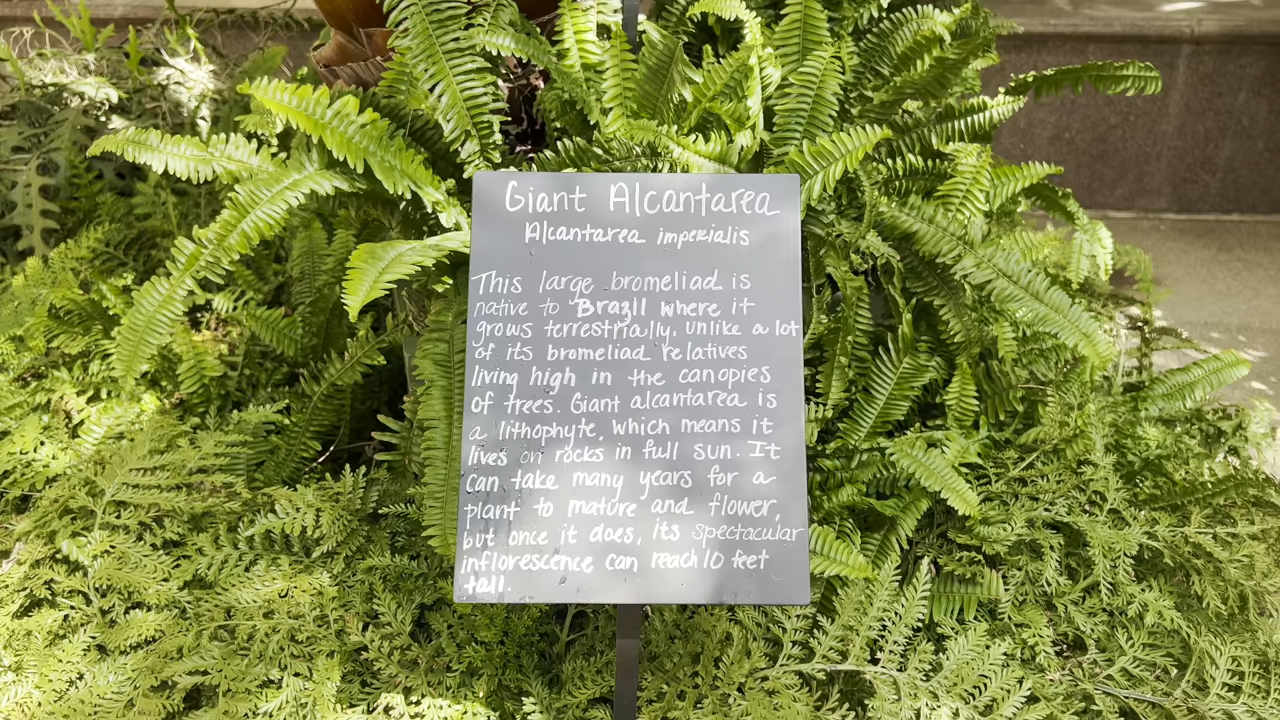 Giant Alcantarea
Alcantarea imperialis
This large bromeliad is
native to Brazil where it
grows terrestrially, unlike a lot
of its bromeliad relatives
living high in the canopies
of trees. Giant alcantarea is
a lithophyte, which means it
lives on rocks in full sun. It
can take many years for a
plant to mature and flower,
but once it does, its spectacular
inflorescence can reach 10 feet
tall.